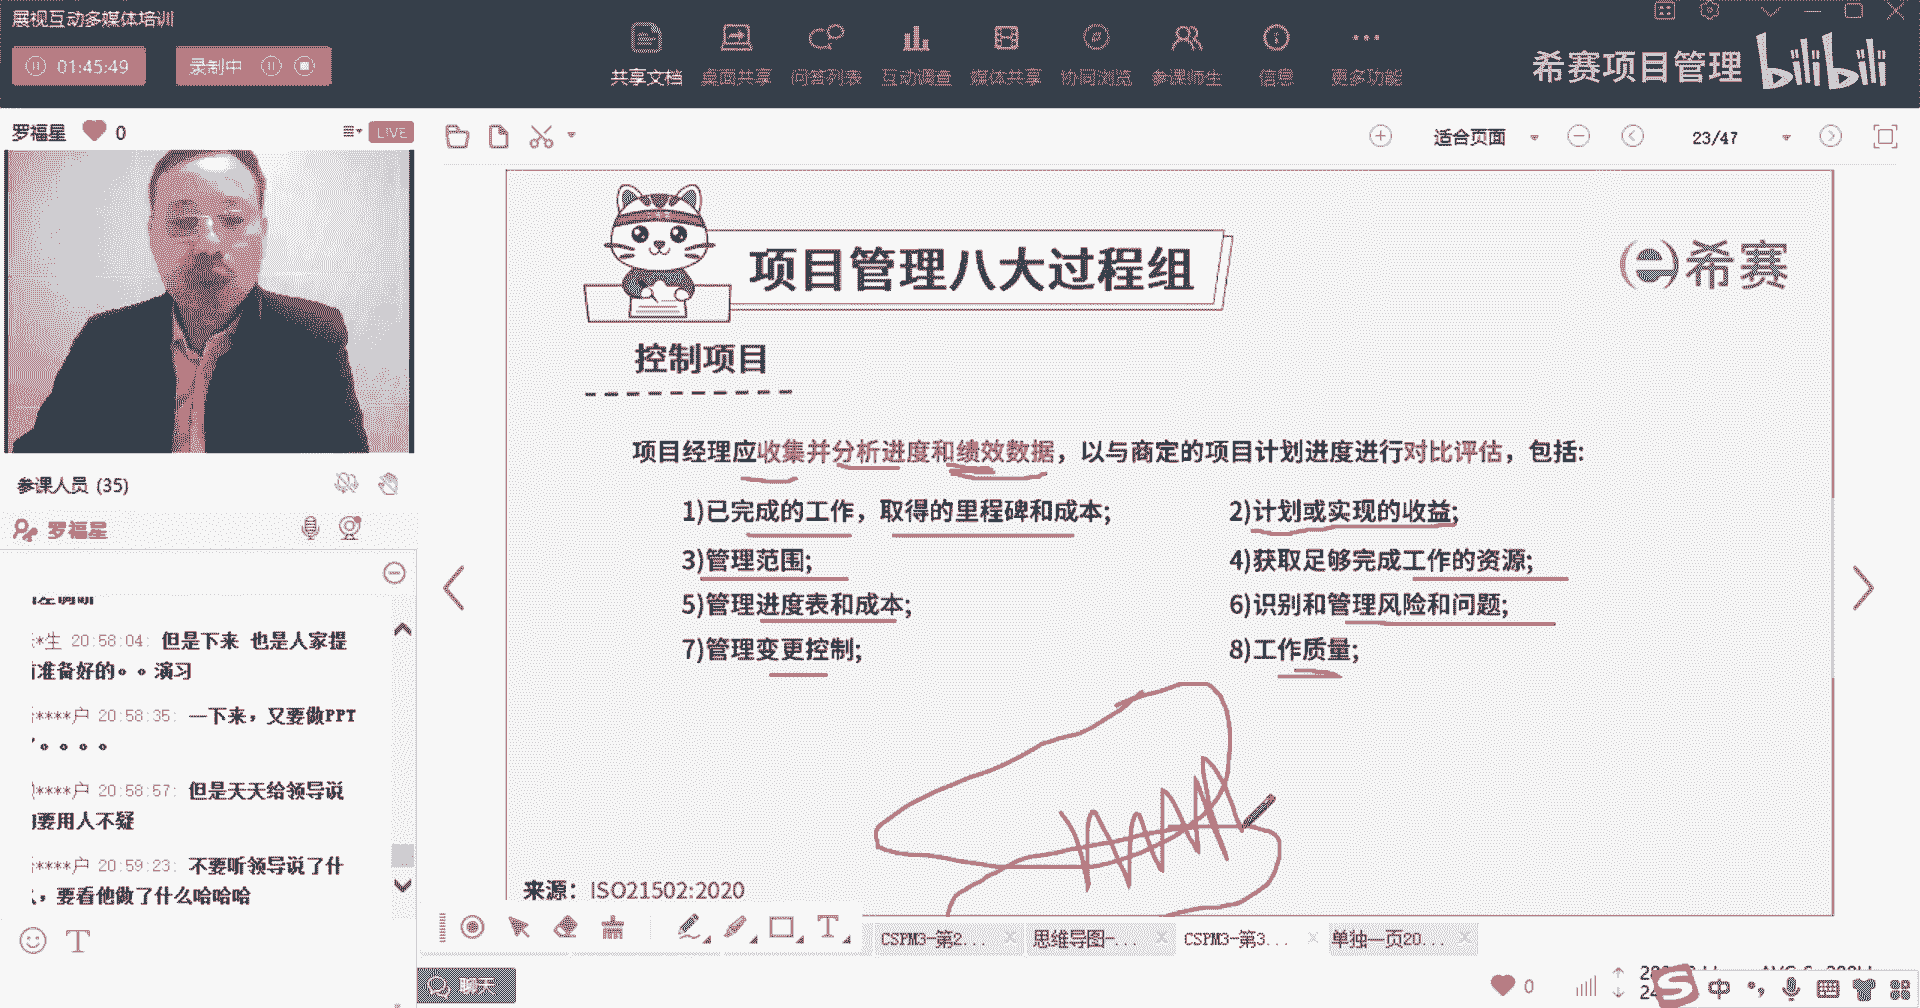 展视互动多媒体培训
01:45:49
录制中
共享文档 桌面共享 问答列表 互动调查 媒体共享 协同浏览 参课师生 信息 更多功能
希赛项目管理 bilibili
罗福星 0 LIVE
适合页面 23/47
项目管理八大过程组
希赛
控制项目
项目经理应收集并分析进度和绩效数据，以与商定的项目计划进度进行对比评估，包括:
1)已完成的工作，取得的里程碑和成本;
2)计划或实现的收益;
3)管理范围;
4)获取足够完成工作的资源;
5)管理进度表和成本;
6)识别和管理风险和问题;
7)管理变更控制;
8)工作质量;
来源：ISO21502:2020
参课人员 (35)
罗福星
:*生 20:58:04: 但是下来 也是人家提
准备好的。。演习
****户 20:58:35: 一下来，又要做PPT
。。。。
****户 20:58:57: 但是天天给领导说
要用人不疑
****户 20:59:23: 不要听领导说了什
，要看他做了什么哈哈哈
T
T
CSPM3-第2... 思维导图-... CSPM3-第3... 单独一页20...
聊天
0
中